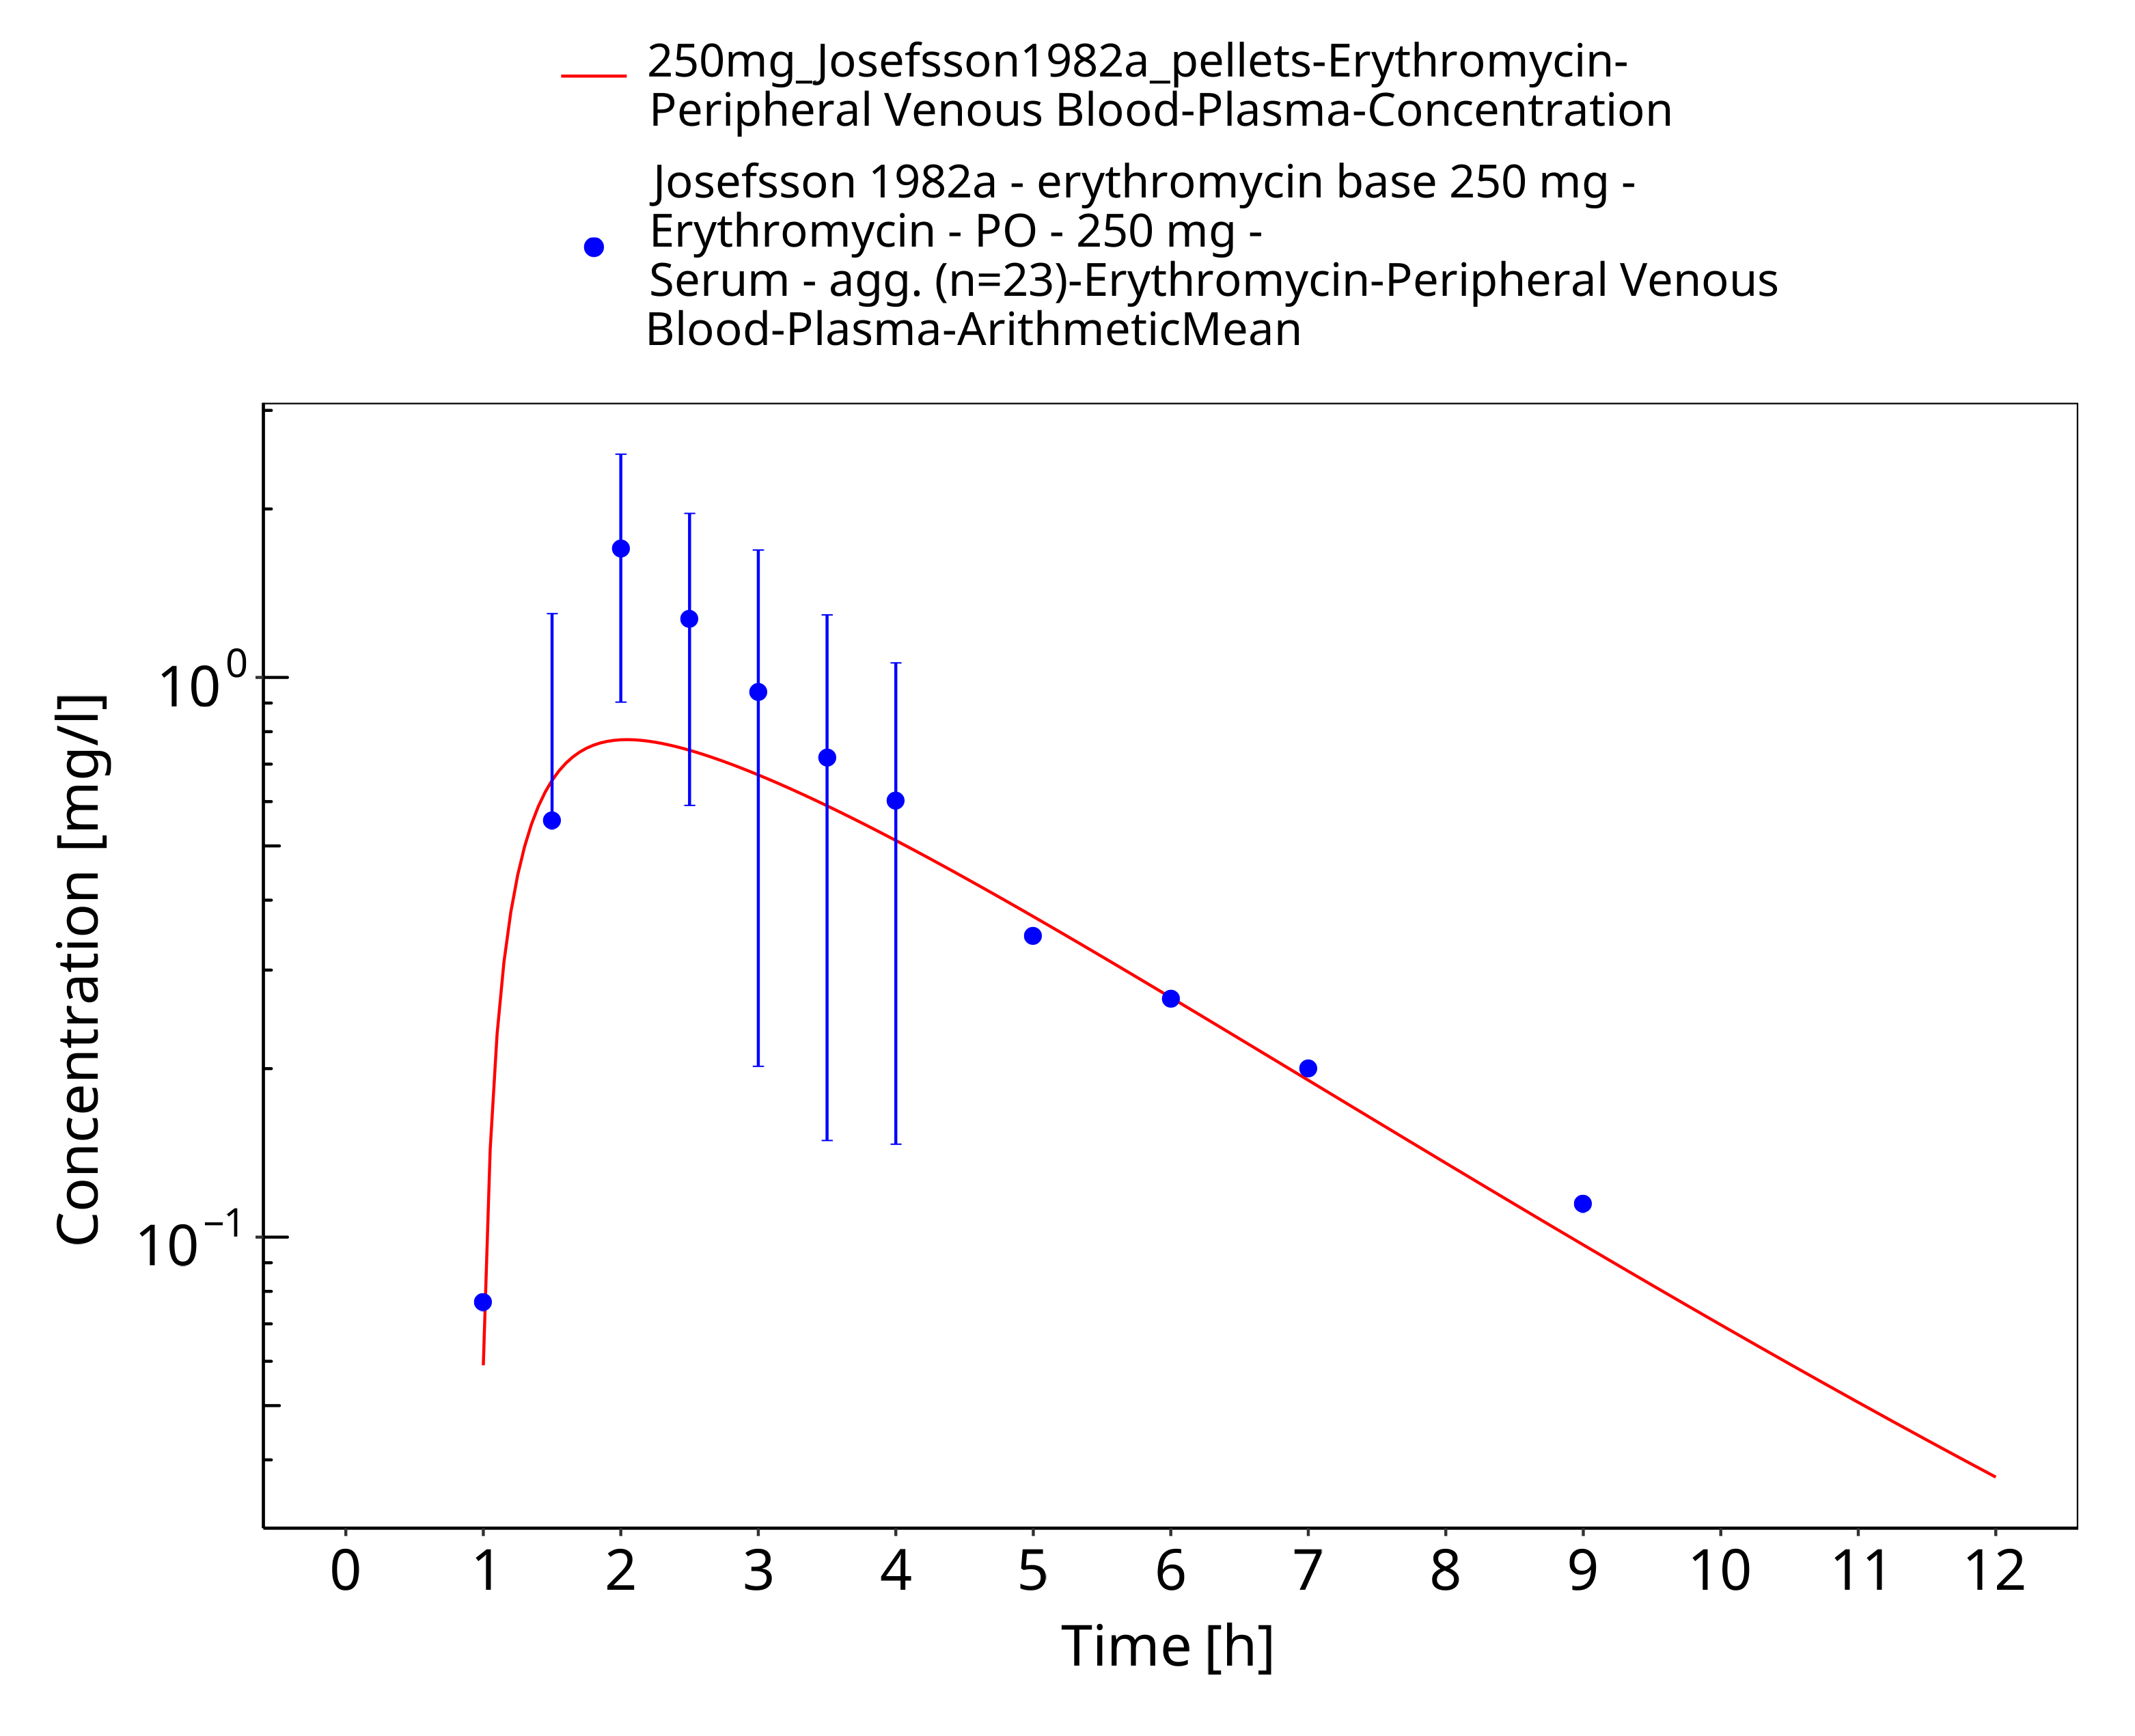 250mg_Josefsson1982a_pellets-Erythromycin-
Peripheral Venous Blood-Plasma-Concentration
Josefsson 1982a - erythromycin base 250 mg -
Erythromycin - PO - 250 mg -
Serum - agg. (n=23)-Erythromycin-Peripheral Venous
Blood-Plasma-ArithmeticMean
Concentration [mg/l]
10⁰
10⁻¹
0 1 2 3 4 5 6 7 8 9 10 11 12
Time [h]